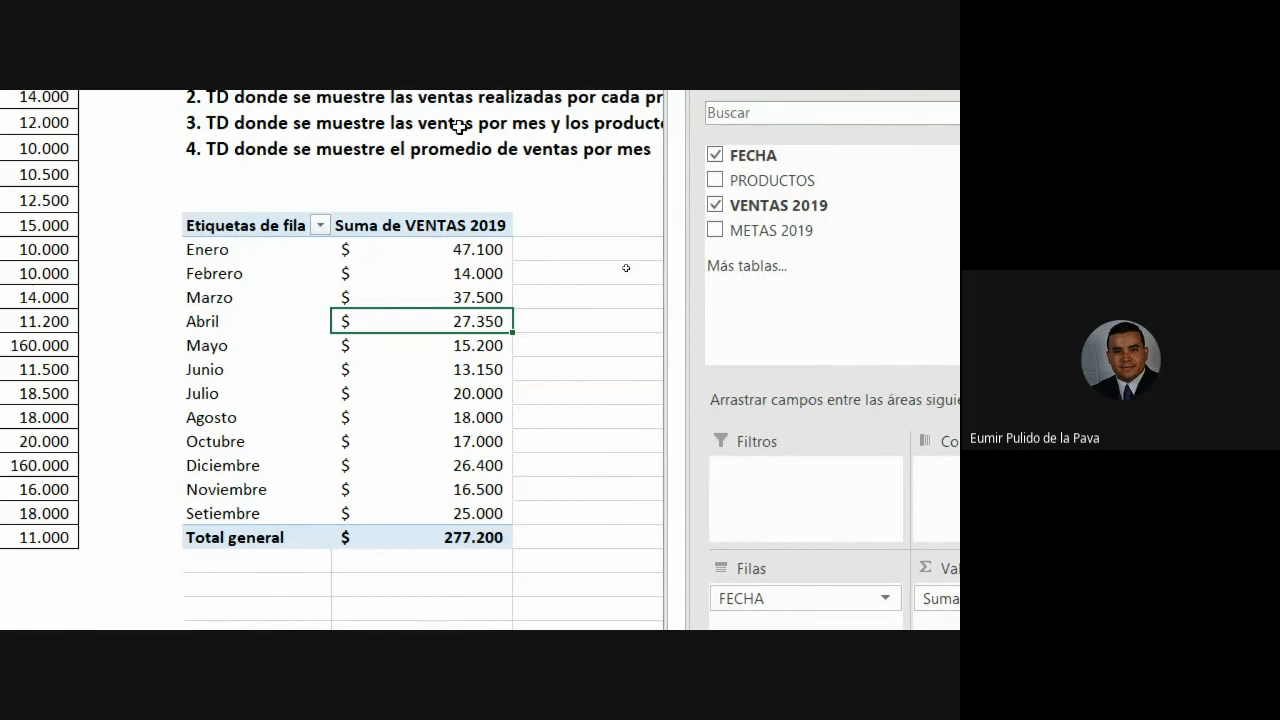 14.000
12.000
10.000
10.500
12.500
15.000
10.000
10.000
14.000
11.200
160.000
11.500
18.500
18.000
20.000
160.000
16.000
18.000
11.000
2. TD donde se muestre las ventas realizadas por cada pr
3. TD donde se muestre las ventas por mes y los producto
4. TD donde se muestre el promedio de ventas por mes
Etiquetas de fila Suma de VENTAS 2019
Enero $ 47.100
Febrero $ 14.000
Marzo $ 37.500
Abril $ 27.350
Mayo $ 15.200
Junio $ 13.150
Julio $ 20.000
Agosto $ 18.000
Octubre $ 17.000
Diciembre $ 26.400
Noviembre $ 16.500
Setiembre $ 25.000
Total general $ 277.200
Buscar
FECHA
PRODUCTOS
VENTAS 2019
METAS 2019
Más tablas...
Arrastrar campos entre las áreas siguie
Filtros
Co
Filas
Σ Val
FECHA
Suma
Eumir Pulido de la Pava